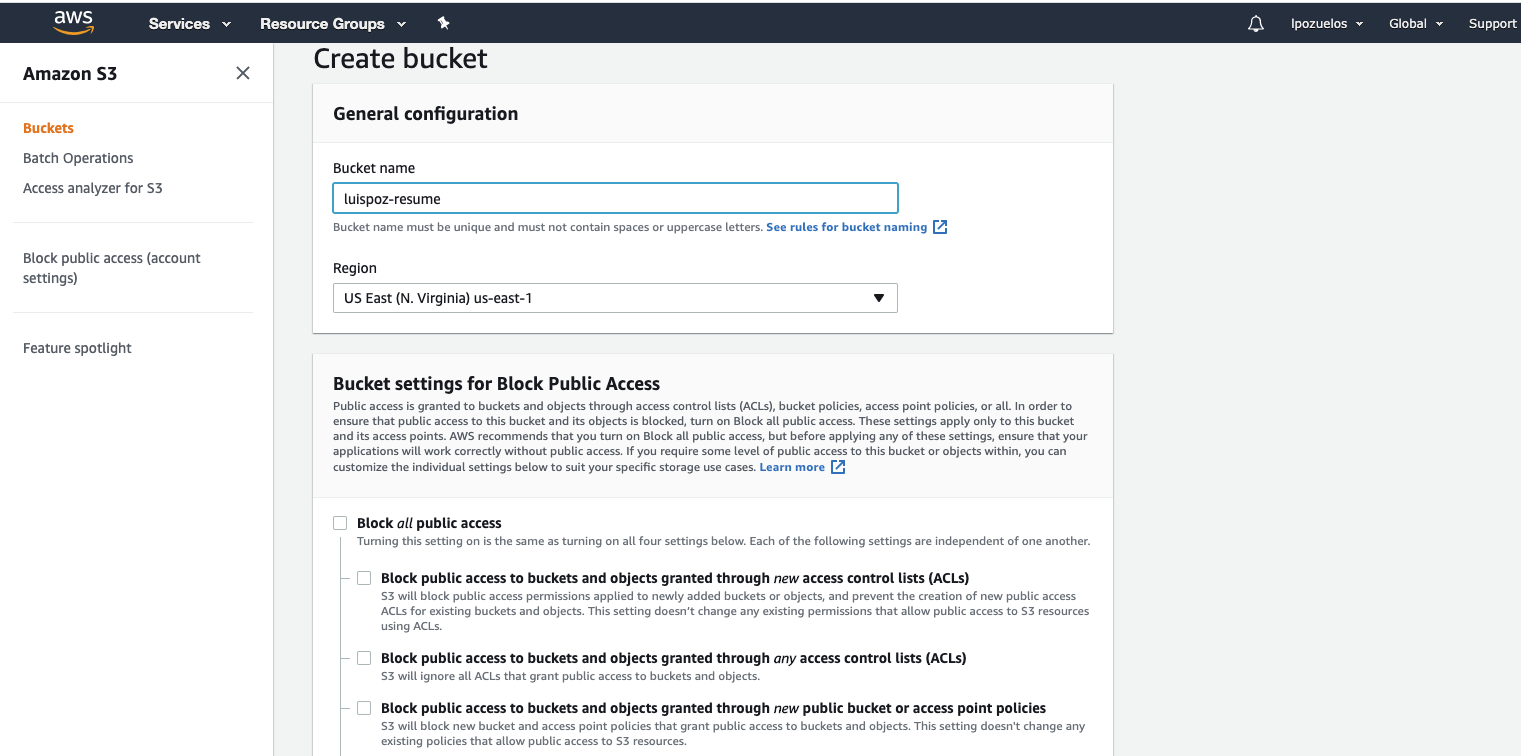 aws
Services
Resource Groups
lpozuelos
Global
Support
Amazon S3
Buckets
Batch Operations
Access analyzer for S3
Block public access (account
settings)
Feature spotlight
Create bucket
General configuration
Bucket name
luispoz-resume
Bucket name must be unique and must not contain spaces or uppercase letters. See rules for bucket naming
Region
US East (N. Virginia) us-east-1
Bucket settings for Block Public Access
Public access is granted to buckets and objects through access control lists (ACLs), bucket policies, access point policies, or all. In order to
ensure that public access to this bucket and its objects is blocked, turn on Block all public access. These settings apply only to this bucket
and its access points. AWS recommends that you turn on Block all public access, but before applying any of these settings, ensure that your
applications will work correctly without public access. If you require some level of public access to this bucket or objects within, you can
customize the individual settings below to suit your specific storage use cases. Learn more
Block all public access
Turning this setting on is the same as turning on all four settings below. Each of the following settings are independent of one another.
Block public access to buckets and objects granted through new access control lists (ACLs)
S3 will block public access permissions applied to newly added buckets or objects, and prevent the creation of new public access
ACLs for existing buckets and objects. This setting doesn't change any existing permissions that allow public access to S3 resources
using ACLs.
Block public access to buckets and objects granted through any access control lists (ACLs)
S3 will ignore all ACLs that grant public access to buckets and objects.
Block public access to buckets and objects granted through new public bucket or access point policies
S3 will block new bucket and access point policies that grant public access to buckets and objects. This setting doesn't change any
existing policies that allow public access to S3 resources.